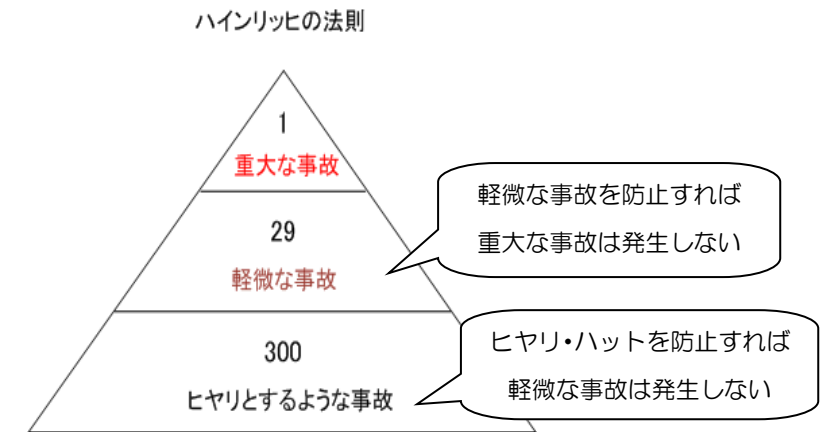 ハインリッヒの法則
1
重大な事故
29
軽微な事故
軽微な事故を防止すれば
重大な事故は発生しない
300
ヒヤリとするような事故
ヒヤリ・ハットを防止すれば
軽微な事故は発生しない